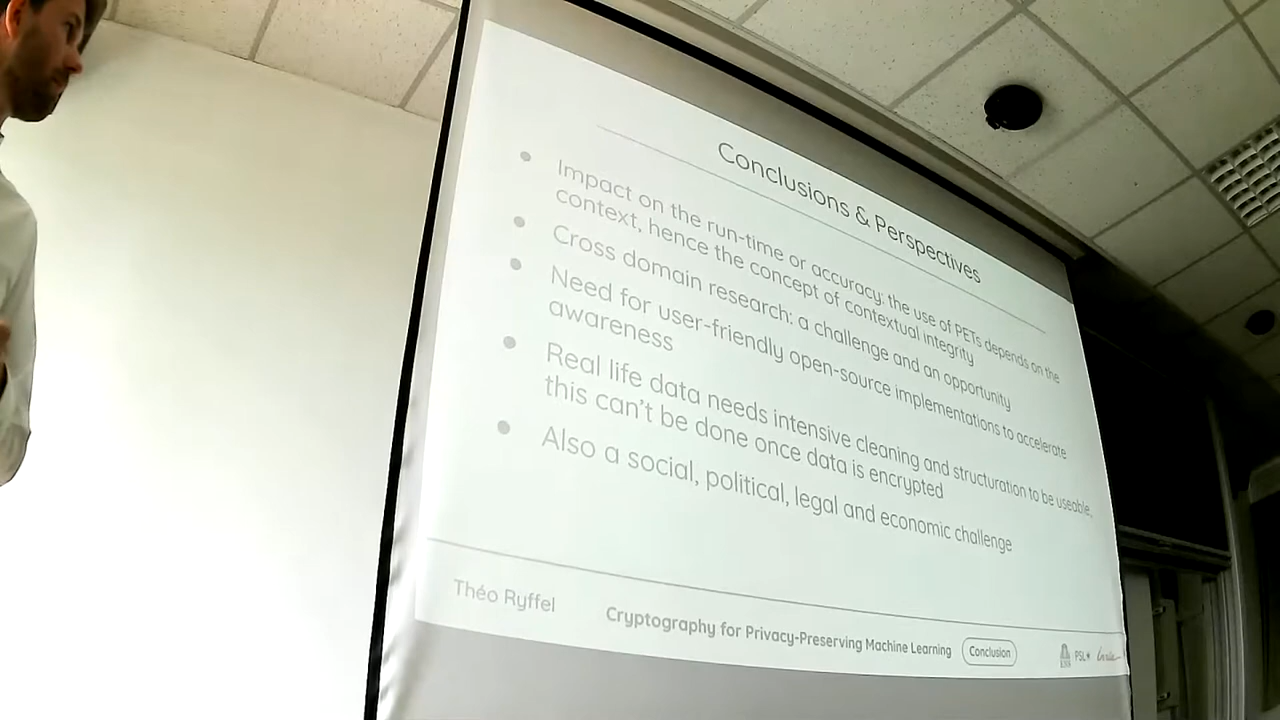 Conclusions & Perspectives
Impact on the run-time or accuracy: the use of PETs depends on the
context, hence the concept of contextual integrity
Cross domain research: a challenge and an opportunity
Need for user-friendly open-source implementations to accelerate
awareness
Real life data needs intensive cleaning and structuration to be useable,
this can't be done once data is encrypted
Also a social, political, legal and economic challenge
Théo Ryffel
Cryptography for Privacy-Preserving Machine Learning
Conclusion
PSL